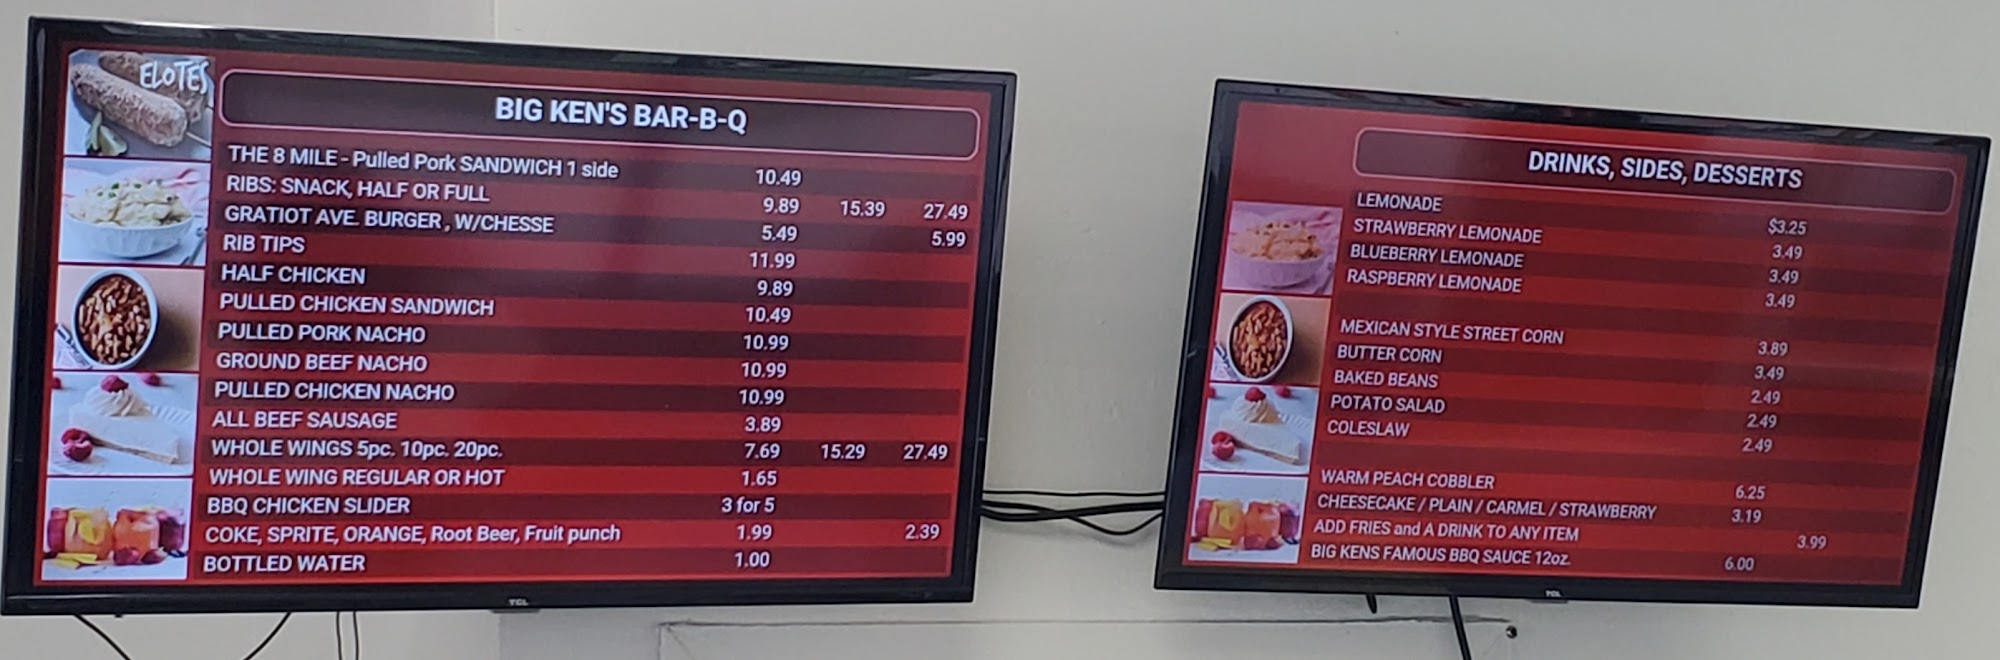 ELOTES
BIG KEN'S BAR-B-Q
THE 8 MILE - Pulled Pork SANDWICH 1 side 10.49
RIBS: SNACK, HALF OR FULL 9.89 15.39 27.49
GRATIOT AVE. BURGER , W/CHESSE 5.49 5.99
RIB TIPS 11.99
HALF CHICKEN 9.89
PULLED CHICKEN SANDWICH 10.49
PULLED PORK NACHO 10.99
GROUND BEEF NACHO 10.99
PULLED CHICKEN NACHO 10.99
ALL BEEF SAUSAGE 3.89
WHOLE WINGS 5pc. 10pc. 20pc. 7.69 15.29 27.49
WHOLE WING REGULAR OR HOT 1.65
BBQ CHICKEN SLIDER 3 for 5
COKE, SPRITE, ORANGE, Root Beer, Fruit punch 1.99 2.39
BOTTLED WATER 1.00
TCL
DRINKS, SIDES, DESSERTS
LEMONADE $3.25
STRAWBERRY LEMONADE 3.49
BLUEBERRY LEMONADE 3.49
RASPBERRY LEMONADE 3.49
MEXICAN STYLE STREET CORN 3.89
BUTTER CORN 3.49
BAKED BEANS 2.49
POTATO SALAD 2.49
COLESLAW 2.49
WARM PEACH COBBLER 6.25
CHEESECAKE / PLAIN / CARMEL / STRAWBERRY 3.19
ADD FRIES and A DRINK TO ANY ITEM 3.99
BIG KENS FAMOUS BBQ SAUCE 12oz. 6.00
TCL